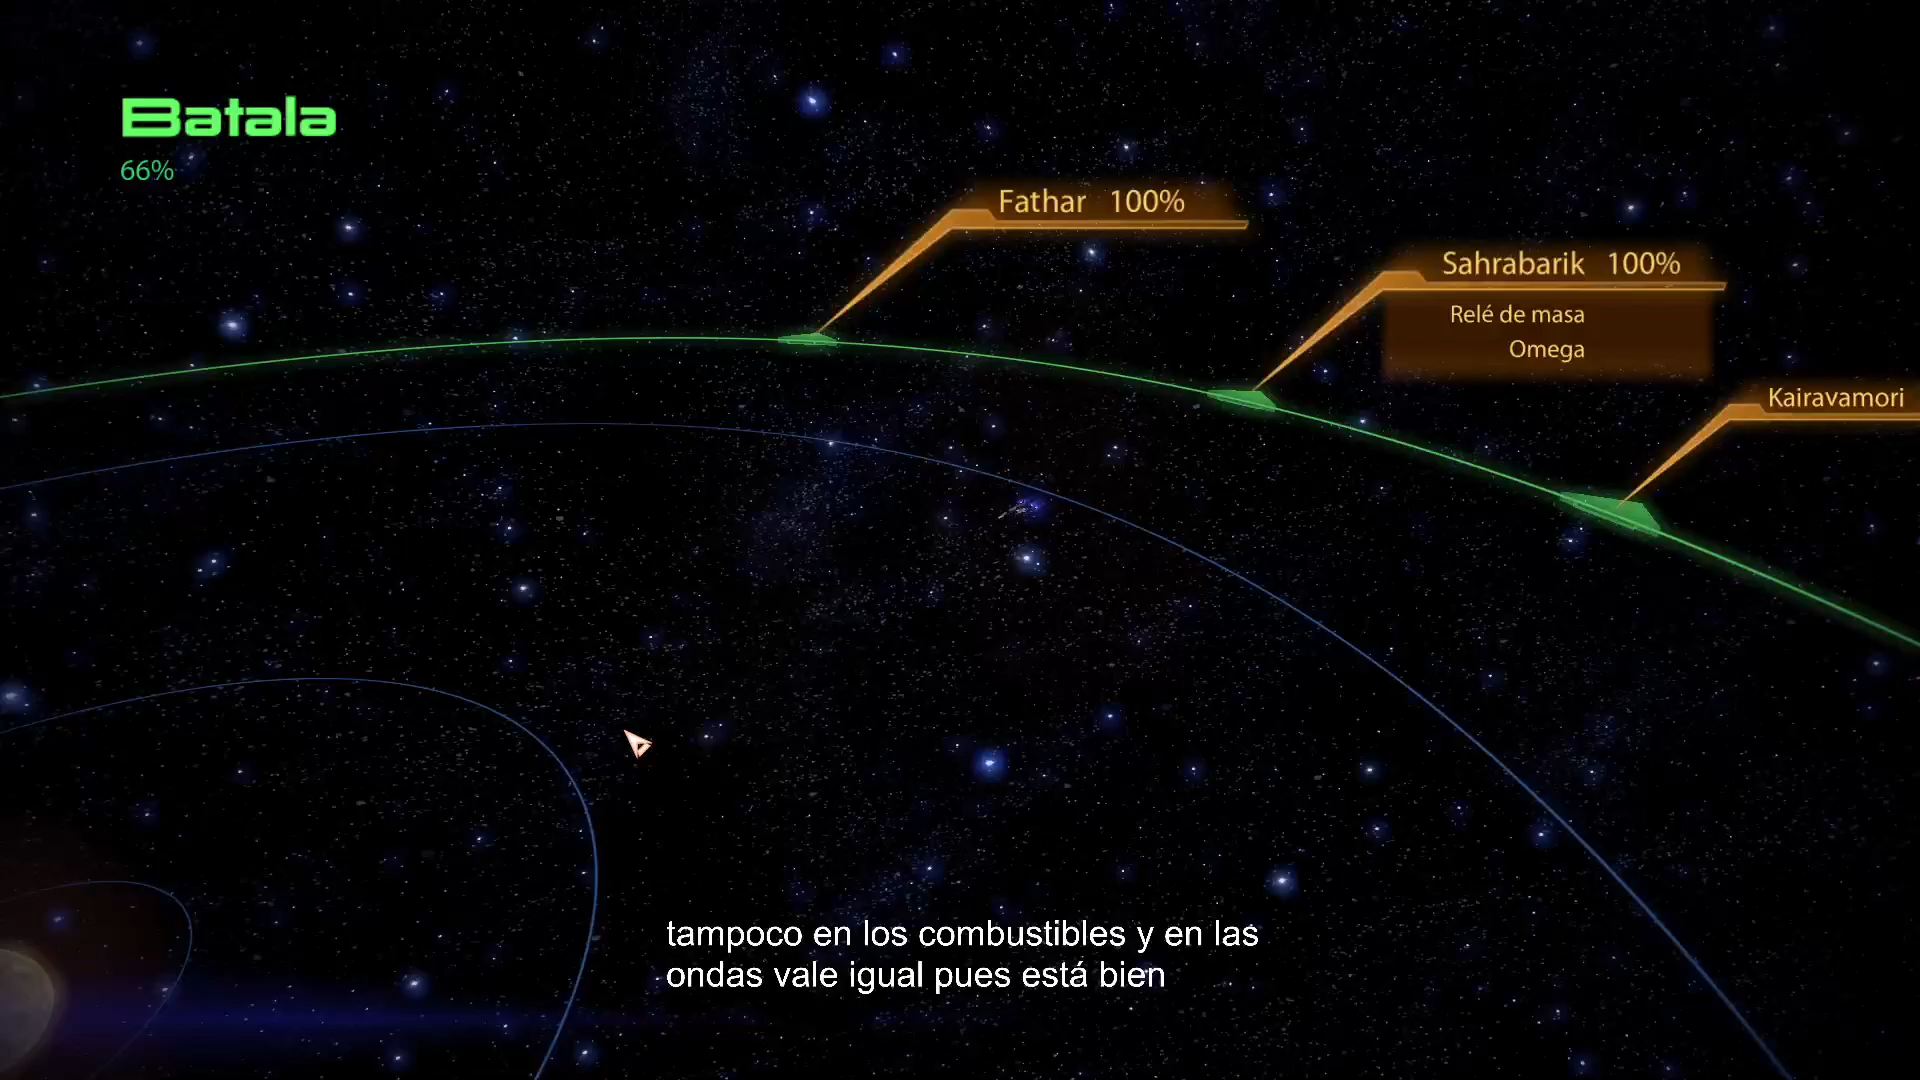 Batala
66%
Fathar 100%
Sahrabarik 100%
Relé de masa
Omega
Kairavamori
tampoco en los combustibles y en las
ondas vale igual pues está bien